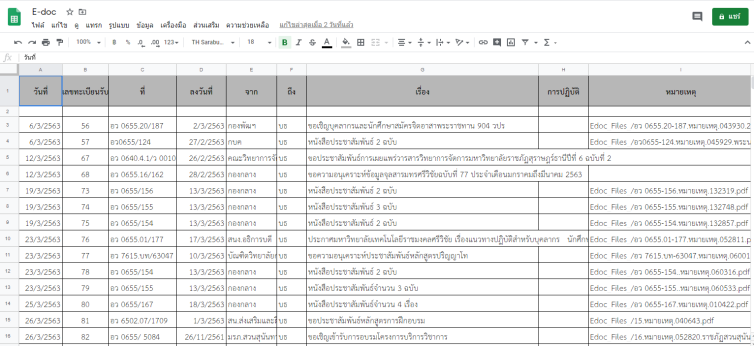 E-doc
ไฟล์ แก้ไข ดู แทรก รูปแบบ ข้อมูล เครื่องมือ ส่วนเสริม ความช่วยเหลือ แก้ไขล่าสุดเมื่อ 2 วันที่แล้ว
แชร์
100% B % .0 .00 123 TH Sarabu... 18 B I S A
fx วันที่
A B C D E F G H I
1 วันที่ เลขทะเบียนรับ ที่ ลงวันที่ จาก ถึง เรื่อง การปฏิบัติ หมายเหตุ
2
3 6/3/2563 56 อว 0655.20/187 2/3/2563 กองพัฒฯ บธ ขอเชิญบุคลากรและนักศึกษาสมัครจิตอาสาพระราชทาน 904 วปร Edoc Files /อว 0655.20-187.หมายเหตุ.043930.2
4 6/3/2563 57 อว0655/124 27/2/2563 กบค บธ หนังสือประชาสัมพันธ์ 2 ฉบับ Edoc Files /อว0655-124.หมายเหตุ.045929.พระน
5 12/3/2563 67 อว 0640.4.1/ว 0010 26/2/2563 คณะวิทยาการจัด บธ ขอประชาสัมพันธ์การเผยแพร่วารสารวิทยาการจัดการมหาวิทยาลัยราชภัฏสุราษฎร์ธานีปีที่ 6 ฉบับที่ 2
6 12/3/2563 68 อว 0655.16/162 28/2/2563 กองกลาง บธ ขอความอนุเคราะห์ข้อมูลจุลสารมทรศรีวิชัยฉบับที่ 77 ประจำเดือนมกราคมถึงมีนาคม 2563
7 19/3/2563 73 อว 0655/156 13/3/2563 กองกลาง บธ หนังสือประชาสัมพันธ์ 2 ฉบับ Edoc Files /อว 0655-156.หมายเหตุ.132319.pdf
8 19/3/2563 74 อว 0655/155 13/3/2563 กองกลาง บธ หนังสือประชาสัมพันธ์ 3 ฉบับ Edoc Files /อว 0655-155.หมายเหตุ.132748.pdf
9 19/3/2563 75 อว 0655/154 13/3/2563 กองกลาง บธ หนังสือประชาสัมพันธ์ 2 ฉบับ Edoc Files /อว 0655-154.หมายเหตุ.132857.pdf
10 23/3/2563 76 อว 0655.01/177 17/3/2563 สนง.อธิการบดี บธ ประกาศมหาวิทยาลัยเทคโนโลยีราชมงคลศรีวิชัย เรื่องแนวทางปฏิบัติสำหรับบุคลากร นักศึก Edoc Files /อว 0655.01-177.หมายเหตุ.052811.p
11 23/3/2563 77 อว 7615.บท/63047 10/3/2563 บัณฑิตวิทยาลัย บธ ขอความอนุเคราะห์ประชาสัมพันธ์หลักสูตรปริญญาโท Edoc Files /อว 7615.บท-63047.หมายเหตุ.06001
12 23/3/2563 78 อว 0655/154 13/3/2563 กองกลาง บธ หนังสือประชาสัมพันธ์ 2 ฉบับ Edoc Files /อว 0655-154..หมายเหตุ.060316.pdf
13 23/3/2563 79 อว 0655/155 13/3/2563 กองกลาง บธ หนังสือประชาสัมพันธ์จำนวน 3 ฉบับ Edoc Files /อว 0655-155..หมายเหตุ.060533.pdf
14 25/3/2563 80 อว 0655/167 18/3/2563 กองกลาง บธ หนังสือประชาสัมพันธ์จำนวน 4 เรื่อง Edoc Files /อว 0655-167.หมายเหตุ.010422.pdf
15 26/3/2563 81 อว 6502.07/1709 1/3/2563 สน.ส่งเสริมและฝึ บธ ขอประชาสัมพันธ์หลักสูตรการฝึกอบรม Edoc Files /15.หมายเหตุ.040643.pdf
16 26/3/2563 82 อว 0655/ 5084 26/11/2561 มรภ.สวนสุนันทา บธ ขอเชิญเข้ารับการอบรมโครงการบริการวิชาการ Edoc Files /16.หมายเหตุ.052820.ราชภัฏสวนสุนัน